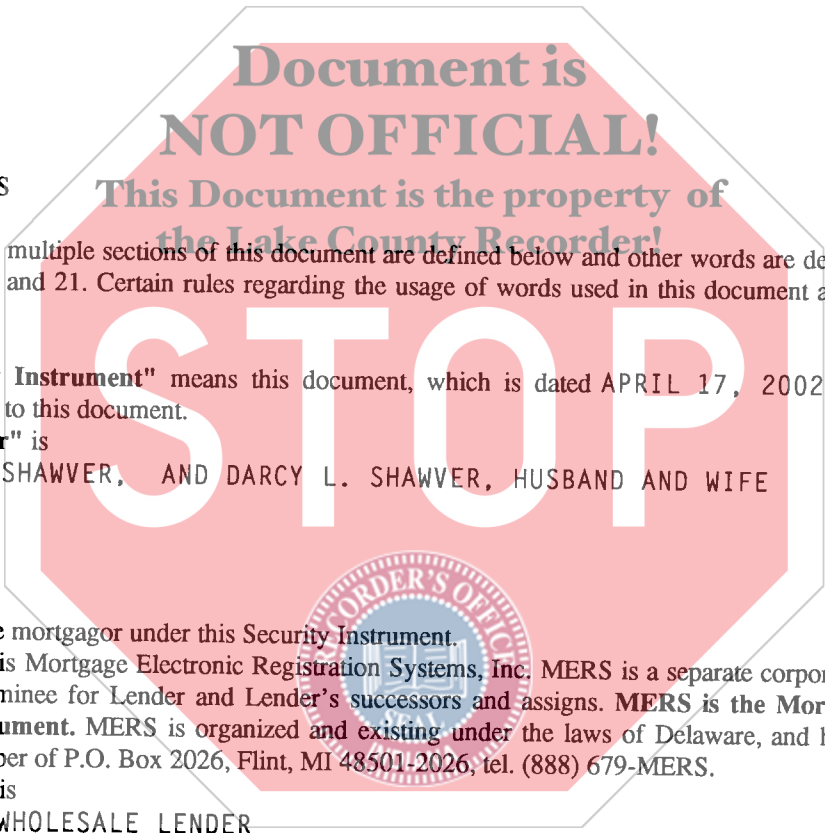 Document is
NOT OFFICIAL!
This Document is the property of
the Lake County Recorder!
S
multiple sections of this document are defined below and other words are de
and 21. Certain rules regarding the usage of words used in this document a
STOP
Instrument" means this document, which is dated APRIL 17, 2002
to this document.
r" is
SHAWVER, AND DARCY L. SHAWVER, HUSBAND AND WIFE
RECORDER'S OFFICE
SEAL
e mortgagor under this Security Instrument.
is Mortgage Electronic Registration Systems, Inc. MERS is a separate corpor
minee for Lender and Lender's successors and assigns. MERS is the Mor
ument. MERS is organized and existing under the laws of Delaware, and h
ber of P.O. Box 2026, Flint, MI 48501-2026, tel. (888) 679-MERS.
is
WHOLESALE LENDER